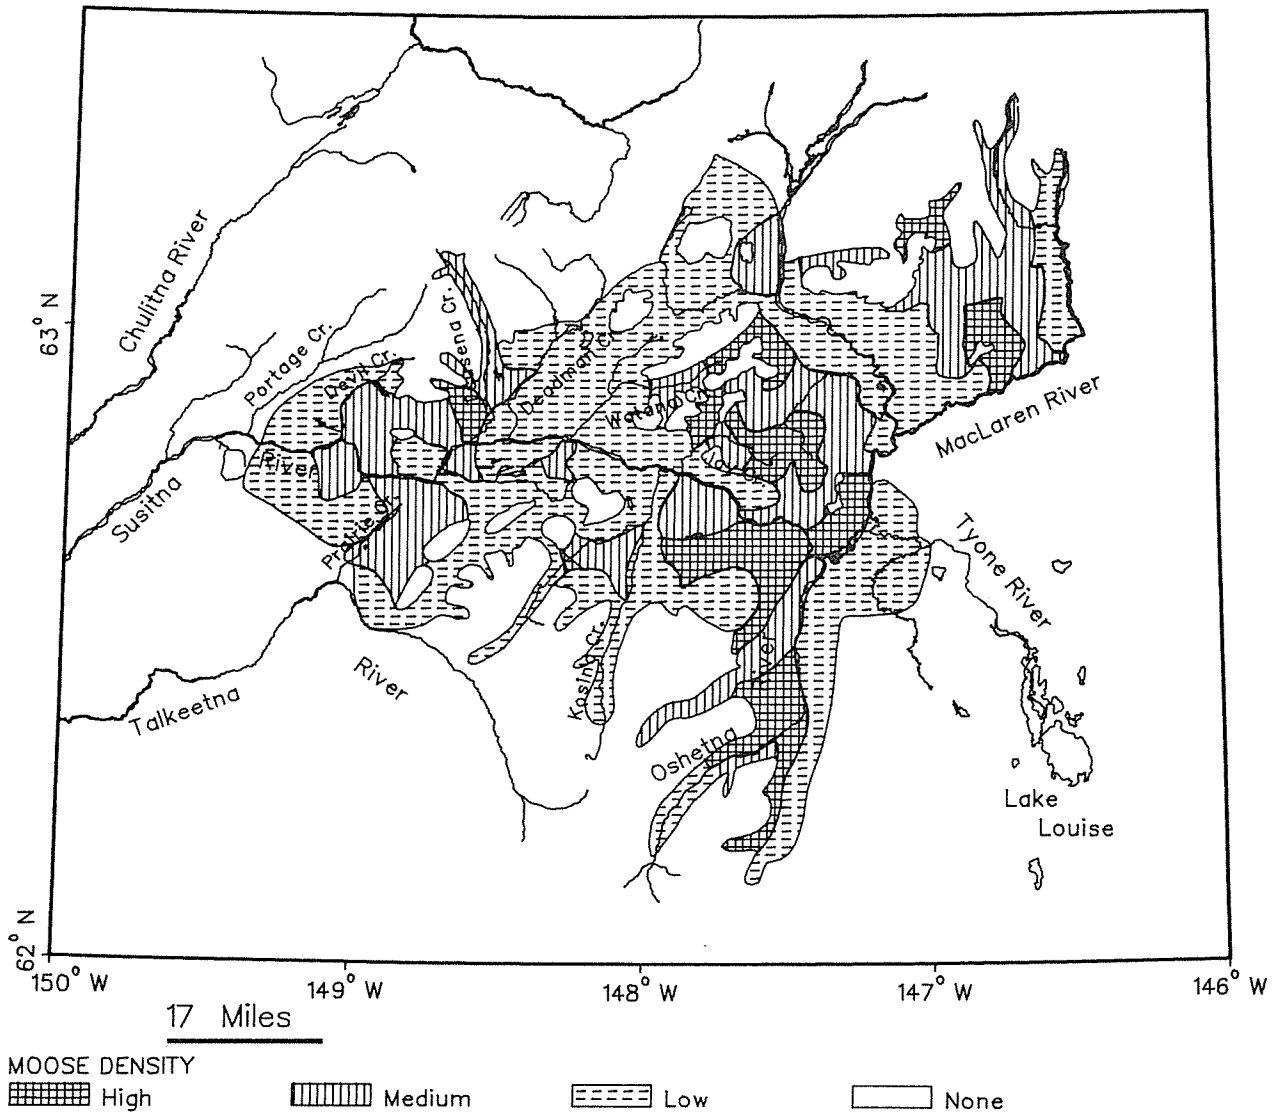 Chulitna River
63° N
Portage Cr.
Devil Cr.
Deadman Cr.
Watana Cr.
MacLaren River
Susitna
River
Prairie Cr.
Tyone River
Talkeetna
River
Kosina Cr.
Oshetna
Lake
Louise
62° N
150° W
149° W
148° W
147° W
146° W
17 Miles
MOOSE DENSITY
High
Medium
Low
None